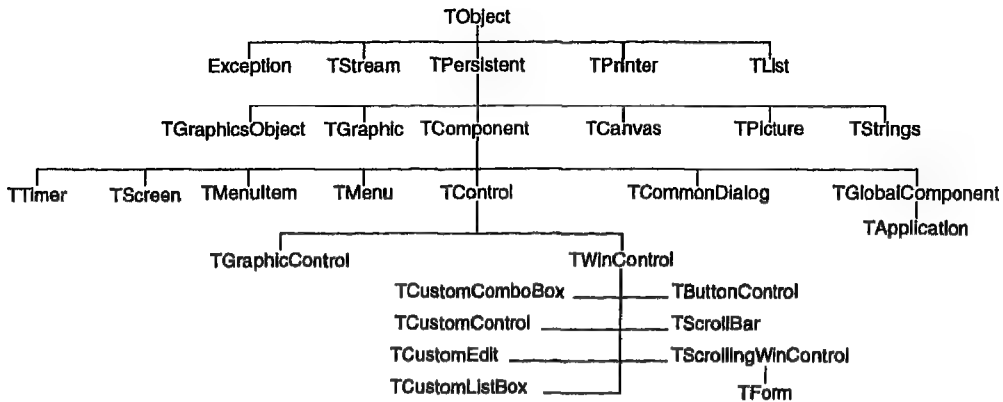 TObject
Exception TStream TPersistent TPrinter TList
TGraphicsObject TGraphic TComponent TCanvas TPicture TStrings
TTimer TScreen TMenuItem TMenu TControl TCommonDialog TGlobalComponent
TApplication
TGraphicControl TWinControl
TCustomComboBox TButtonControl
TCustomControl TScrollBar
TCustomEdit TScrollingWinControl
TCustomListBox TForm